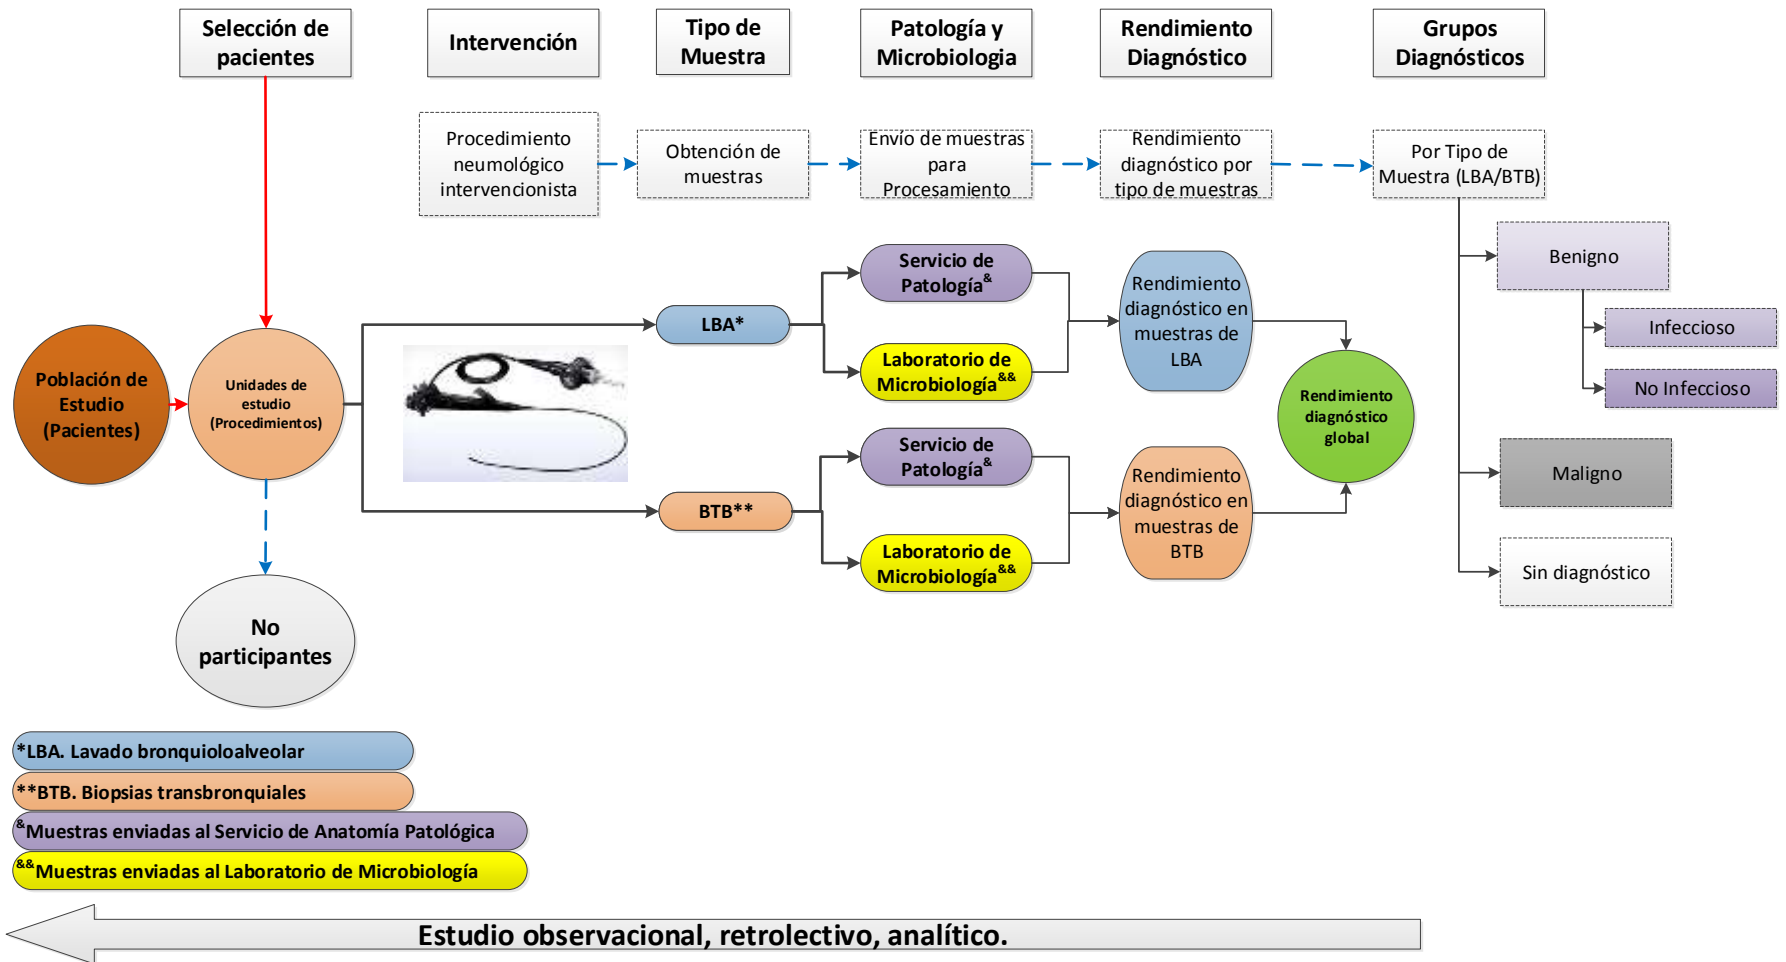 Selección de
pacientes
Intervención
Tipo de
Muestra
Patología y
Microbiologia
Rendimiento
Diagnóstico
Grupos
Diagnósticos
Procedimiento
neumológico
intervencionista
Obtención de
muestras
Envío de muestras
para
Procesamiento
Rendimiento
diagnóstico por
tipo de muestras
Por Tipo de
Muestra (LBA/BTB)
Población de
Estudio
(Pacientes)
Unidades de
estudio
(Procedimientos)
No
participantes
LBA*
BTB**
Servicio de
Patología&
Laboratorio de
Microbiología&&
Servicio de
Patología&
Laboratorio de
Microbiología&&
Rendimiento
diagnóstico en
muestras de
LBA
Rendimiento
diagnóstico en
muestras de
BTB
Rendimiento
diagnóstico
global
Benigno
Infeccioso
No Infeccioso
Maligno
Sin diagnóstico
*LBA. Lavado bronquioloalveolar
**BTB. Biopsias transbronquiales
&Muestras enviadas al Servicio de Anatomía Patológica
&&Muestras enviadas al Laboratorio de Microbiología
Estudio observacional, retrolectivo, analítico.